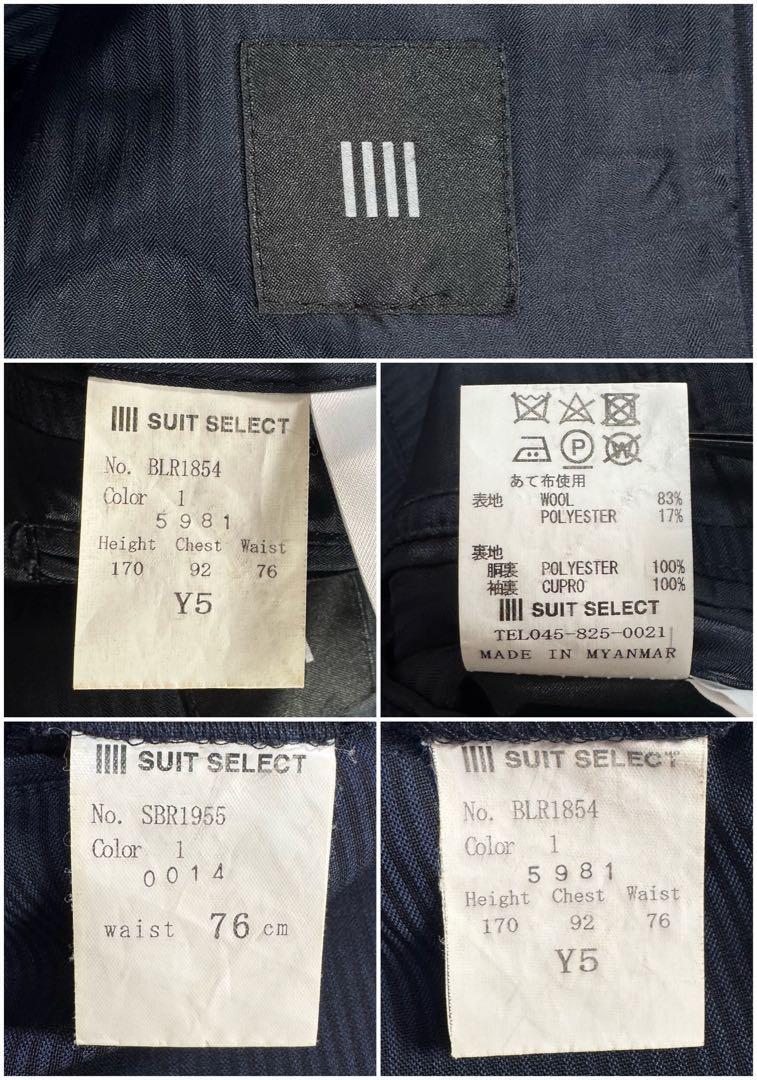 SUIT SELECT
No. BLR1854
Color 1
5981
Height Chest Waist
170 92 76
Y5
あて布使用
表地 WOOL 83%
POLYESTER 17%
裏地
胴裏 POLYESTER 100%
袖裏 CUPRO 100%
SUIT SELECT
TEL045-825-0021
MADE IN MYANMAR
SUIT SELECT
No. SBR1955
Color 1
0014
waist 76 cm
SUIT SELECT
No. BLR1854
Color 1
5981
Height Chest Waist
170 92 76
Y5